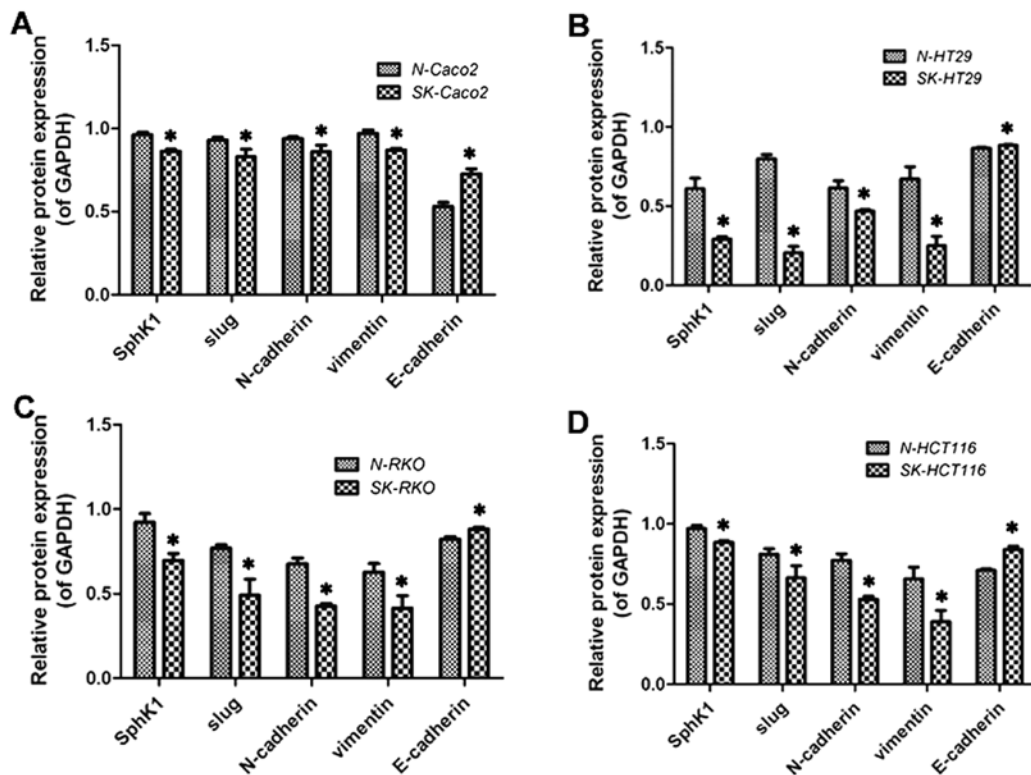 A
Relative protein expression
(of GAPDH)
1.5
1.0
0.5
0.0
N-Caco2
SK-Caco2
*
*
*
*
*
SphK1
slug
N-cadherin
vimentin
E-cadherin
B
Relative protein expression
(of GAPDH)
1.5
1.0
0.5
0.0
N-HT29
SK-HT29
*
*
*
*
*
SphK1
slug
N-cadherin
vimentin
E-cadherin
C
Relative protein expression
(of GAPDH)
1.5
1.0
0.5
0.0
N-RKO
SK-RKO
*
*
*
*
*
SphK1
slug
N-cadherin
vimentin
E-cadherin
D
Relative protein expression
(of GAPDH)
1.5
1.0
0.5
0.0
N-HCT116
SK-HCT116
*
*
*
*
*
SphK1
slug
N-cadherin
vimentin
E-cadherin